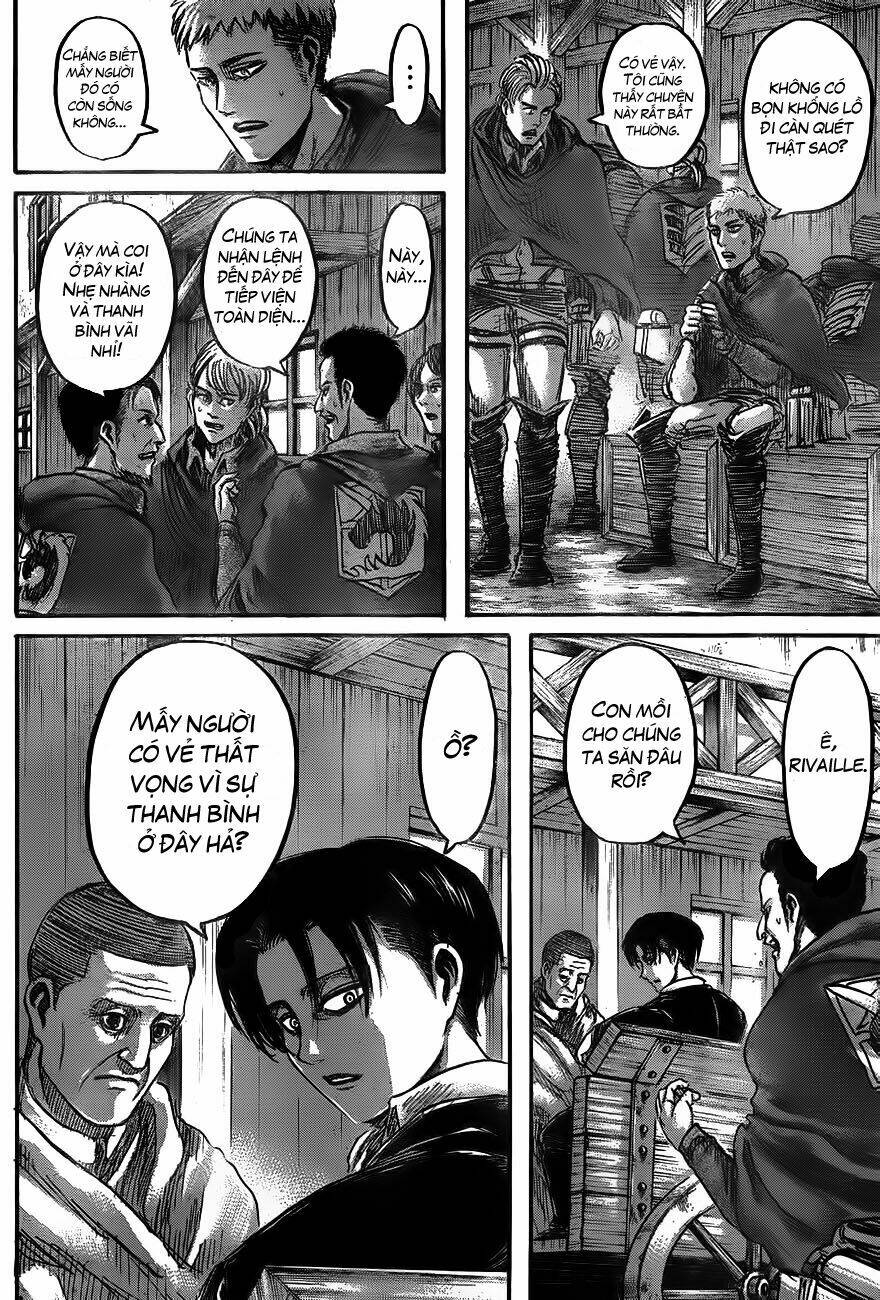 KHÔNG CÓ
BỌN KHỔNG LỒ
ĐI CÀN QUÉT
THẬT SAO?
CÓ VẺ VẬY.
TÔI CŨNG
THẤY CHUYỆN
NÀY RẤT BẤT
THƯỜNG.
...
CHẲNG BIẾT
MẤY NGƯỜI
ĐÓ CÓ
CÒN SỐNG
KHÔNG...
NÀY,
NÀY...
CHÚNG TA
NHẬN LỆNH
ĐẾN ĐÂY ĐỂ
TIẾP VIỆN
TOÀN DIỆN...
VẬY MÀ COI
Ở ĐÂY KÌA!
NHẸ NHÀNG
VÀ THANH
BÌNH VÃI
NHỈ!
Ê,
RIVAILLE.
CON MỒI
CHO CHÚNG
TA SĂN ĐÂU
RỒI?
Ồ?
MẤY NGƯỜI
CÓ VẺ THẤT
VỌNG VÌ SỰ
THANH BÌNH
Ở ĐÂY HẢ?